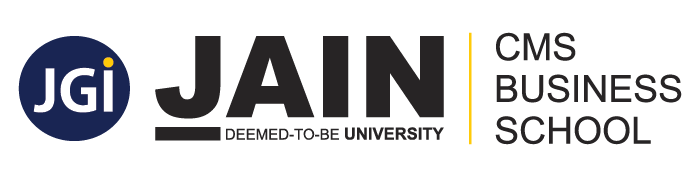 JGi
JAIN
DEEMED-TO-BE UNIVERSITY
CMS
BUSINESS
SCHOOL